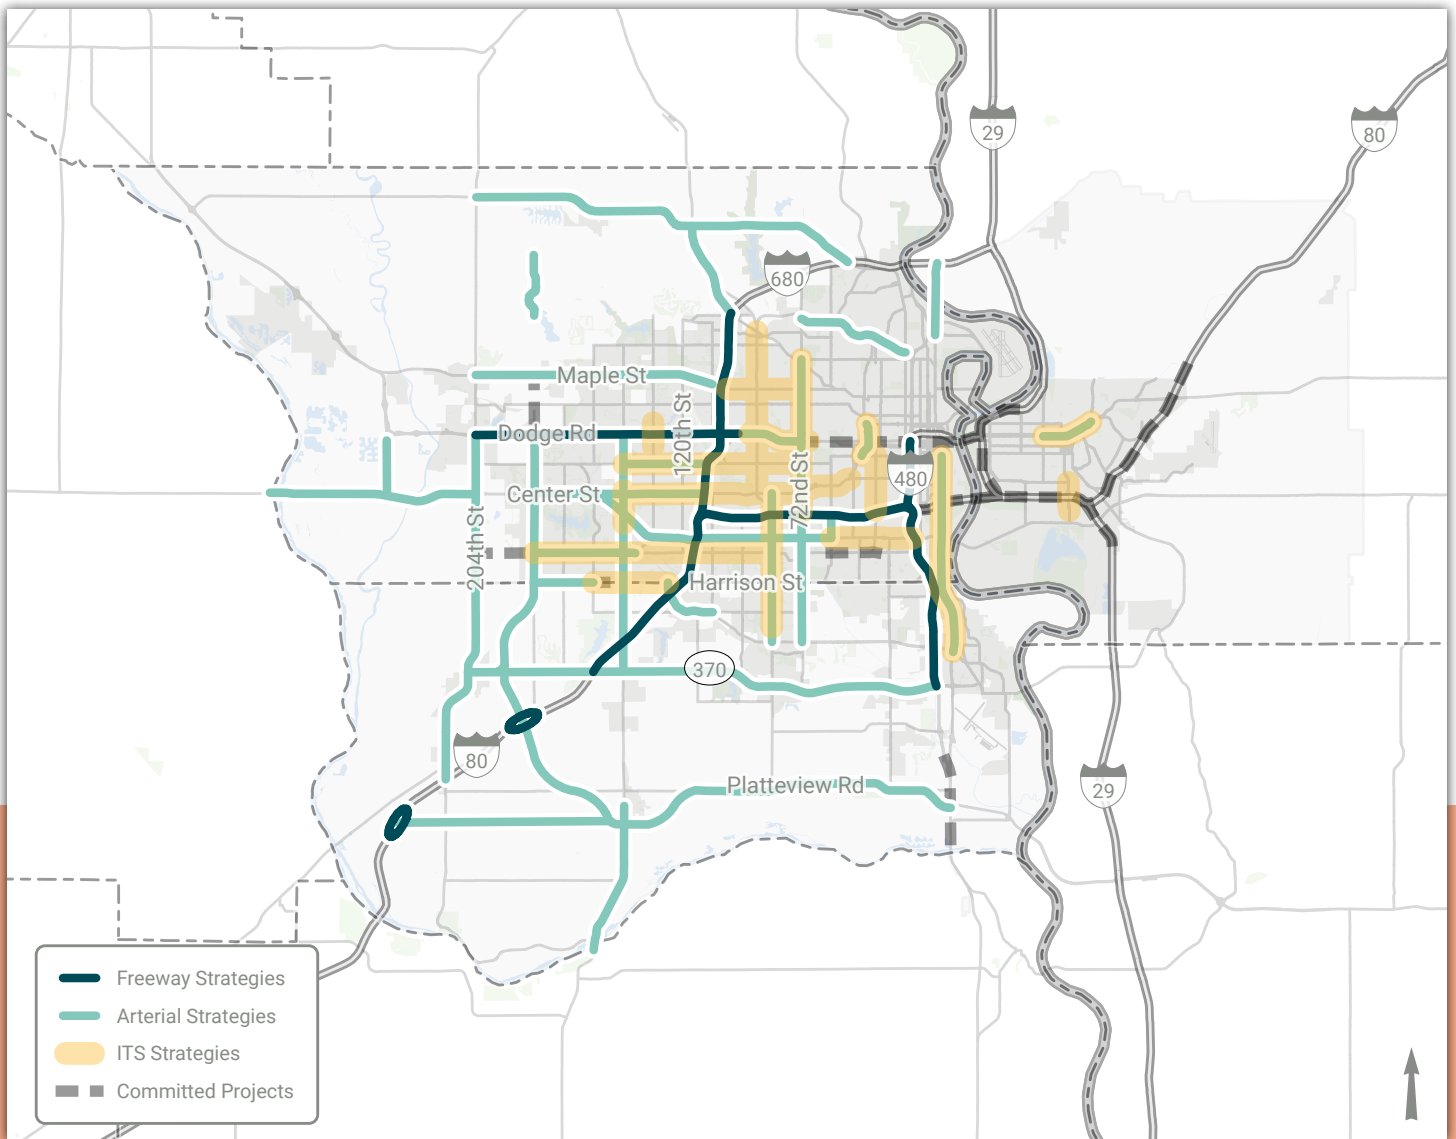 29
80
680
Maple St
120th St
Dodge Rd
72nd St
480
Center St
204th St
Harrison St
370
80
Platteview Rd
29
Freeway Strategies
Arterial Strategies
ITS Strategies
Committed Projects